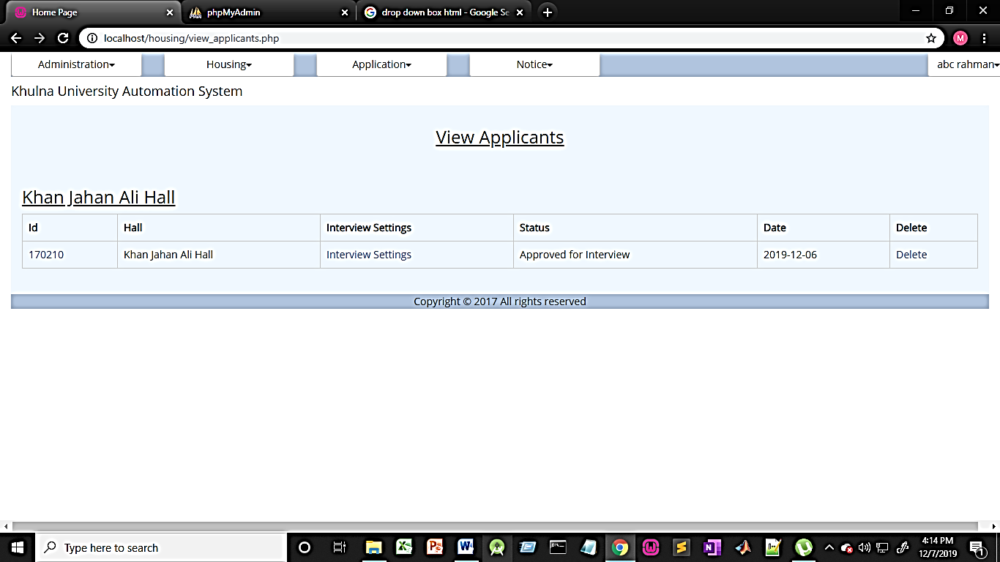 Home Page phpMyAdmin drop down box html - Google Se
localhost/housing/view_applicants.php M
Administration Housing Application Notice abc rahman
Khulna University Automation System
View Applicants
Khan Jahan Ali Hall
Id Hall Interview Settings Status Date Delete
170210 Khan Jahan Ali Hall Interview Settings Approved for Interview 2019-12-06 Delete
Copyright © 2017 All rights reserved
Type here to search
4:14 PM
12/7/2019
1